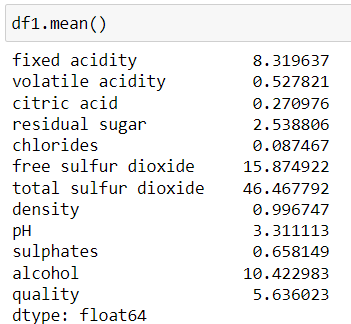 df1.mean()
fixed acidity 8.319637
volatile acidity 0.527821
citric acid 0.270976
residual sugar 2.538806
chlorides 0.087467
free sulfur dioxide 15.874922
total sulfur dioxide 46.467792
density 0.996747
pH 3.311113
sulphates 0.658149
alcohol 10.422983
quality 5.636023
dtype: float64